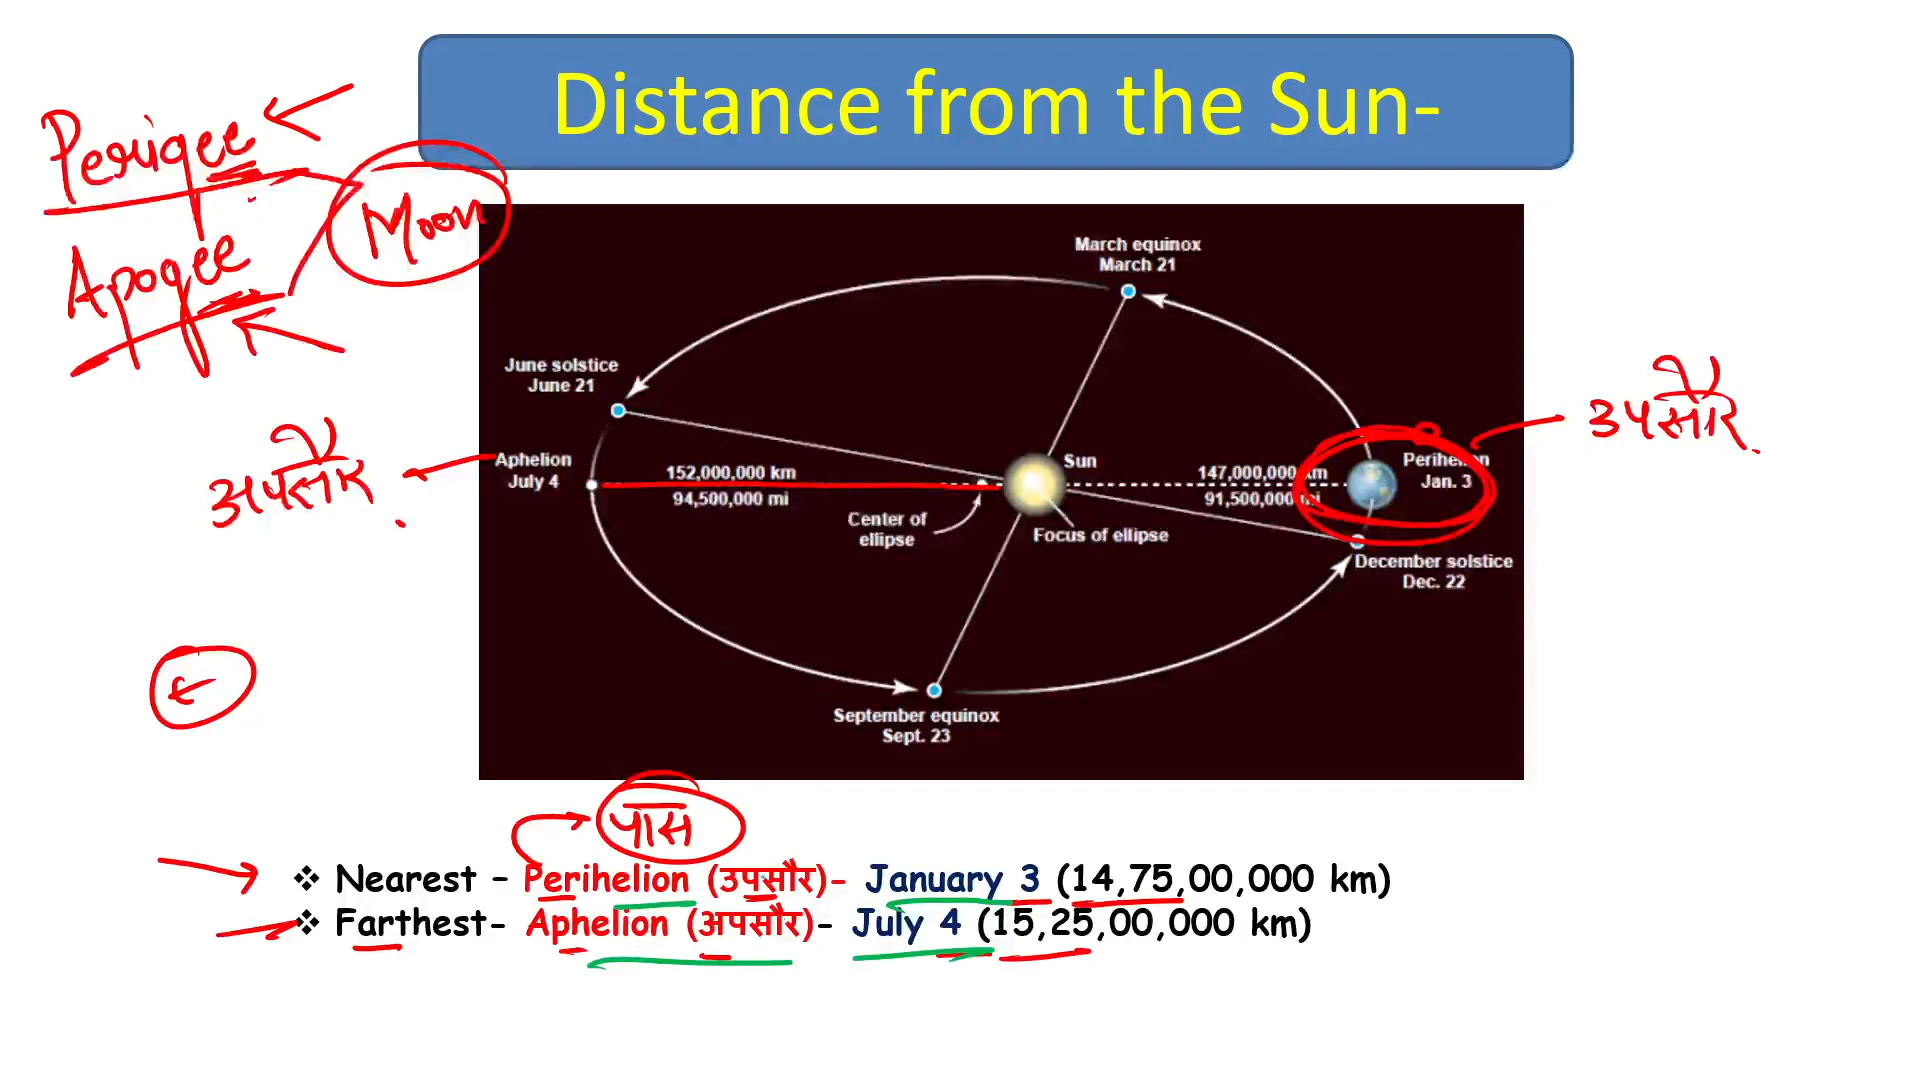 Distance from the Sun-
Perigee
Apogee
Moon
March equinox
March 21
June solstice
June 21
Aphelion
July 4
152,000,000 km
94,500,000 mi
Sun
147,000,000 km
91,500,000 mi
Perihelion
Jan. 3
Center of
ellipse
Focus of ellipse
December solstice
Dec. 22
September equinox
Sept. 23
अपसौर
उपसौर
पास
❖ Nearest – Perihelion (उपसौर)- January 3 (14,75,00,000 km)
❖ Farthest- Aphelion (अपसौर)- July 4 (15,25,00,000 km)